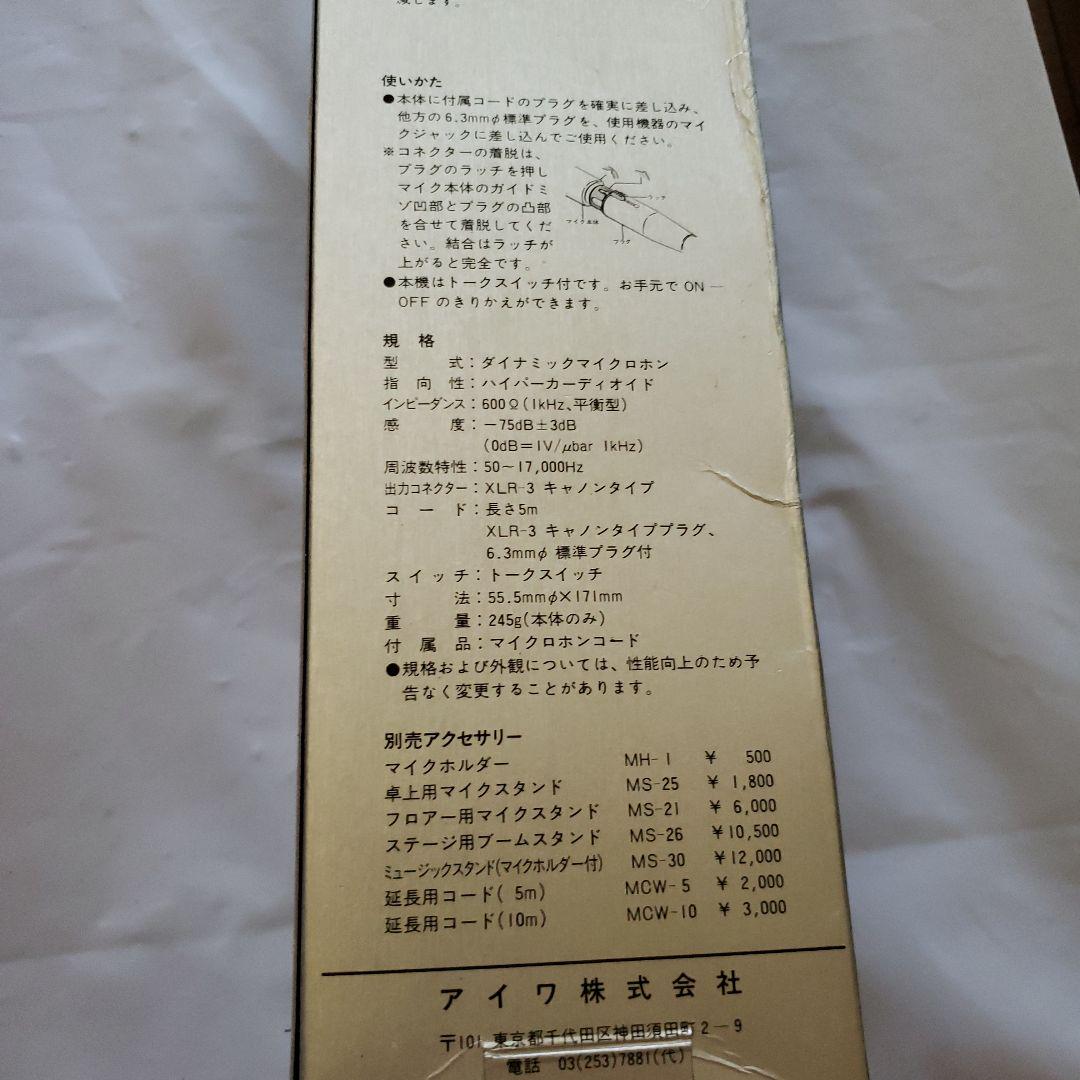 減します。
使いかた
●本体に付属コードのプラグを確実に差し込み、
他方の6.3mmφ標準プラグを、使用機器のマイ
クジャックに差し込んでご使用ください。
※コネクターの着脱は、
プラグのラッチを押し
マイク本体のガイドミ
ゾ凹部とプラグの凸部
を合せて着脱してくだ
さい。結合はラッチが
上がると完全です。
ラッチ
マイク本体
プラグ
●本機はトークスイッチ付です。お手元で ON—
OFF のきりかえができます。
規 格
型 式：ダイナミックマイクロホン
指 向 性：ハイパーカーディオイド
インピーダンス：600Ω(1kHz、平衡型)
感 度：−75dB±3dB
(0dB=1V/μbar 1kHz)
周波数特性：50～17,000Hz
出力コネクター：XLR-3 キャノンタイプ
コ ー ド：長さ5m
XLR-3 キャノンタイププラグ、
6.3mmφ 標準プラグ付
ス イ ッ チ：トークスイッチ
寸 法：55.5mmφ×171mm
重 量：245g(本体のみ)
付 属 品：マイクロホンコード
●規格および外観については、性能向上のため予
告なく変更することがあります。
別売アクセサリー
マイクホルダー MH-1 ¥ 500
卓上用マイクスタンド MS-25 ¥ 1,800
フロアー用マイクスタンド MS-21 ¥ 6,000
ステージ用ブームスタンド MS-26 ¥10,500
ミュージックスタンド(マイクホルダー付) MS-30 ¥12,000
延長用コード( 5m) MCW-5 ¥ 2,000
延長用コード(10m) MCW-10 ¥ 3,000
アイワ株式会社
〒101 東京都千代田区神田須田町2−9
電話 03(253)7881(代)